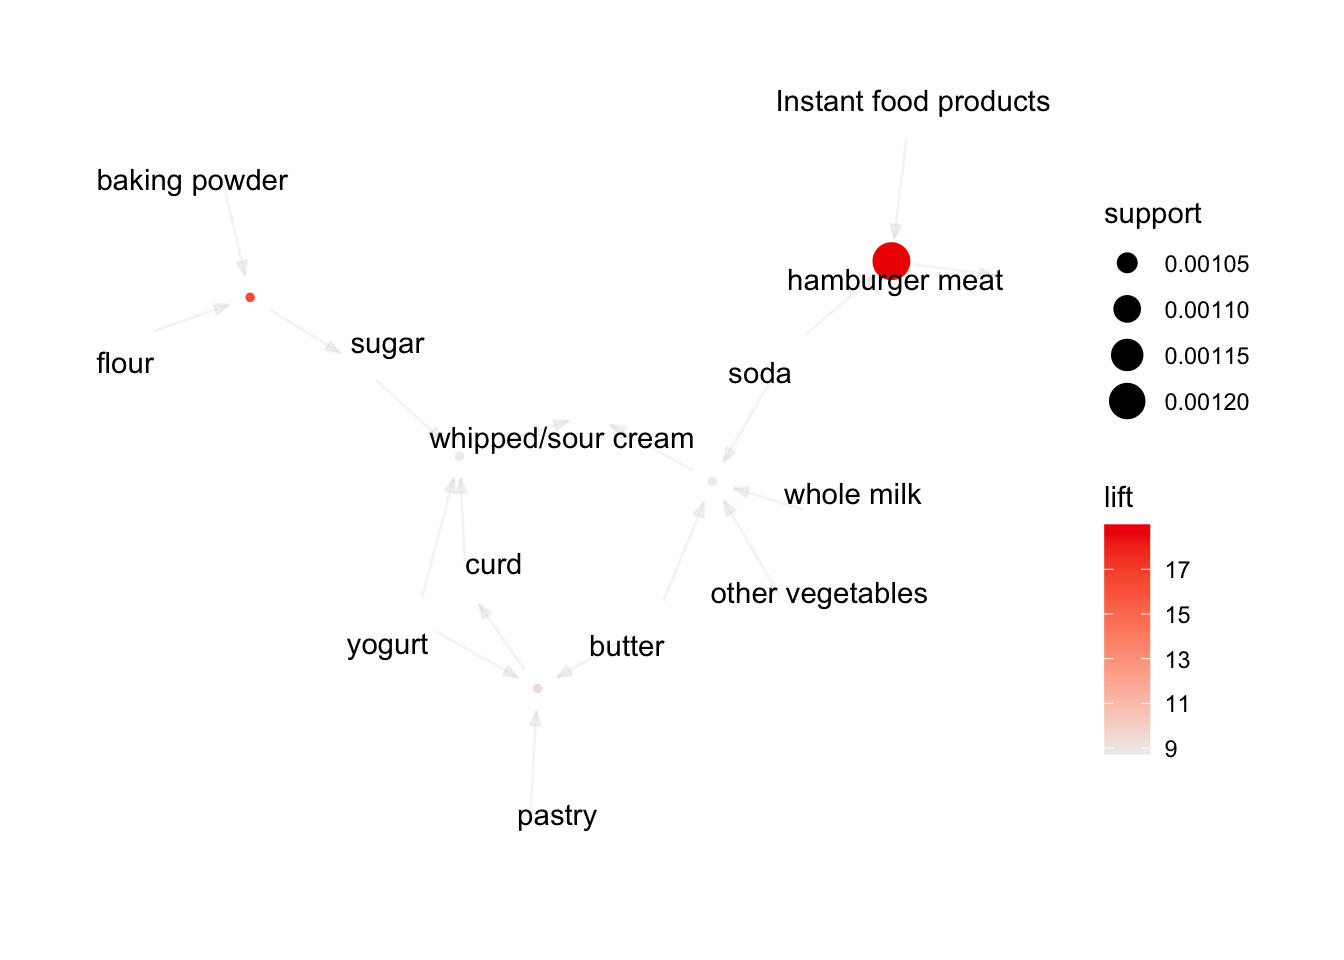 Instant food products
baking powder
hamburger meat
sugar
flour
soda
whipped/sour cream
whole milk
curd
other vegetables
yogurt
butter
pastry
support
0.00105
0.00110
0.00115
0.00120
lift
17
15
13
11
9